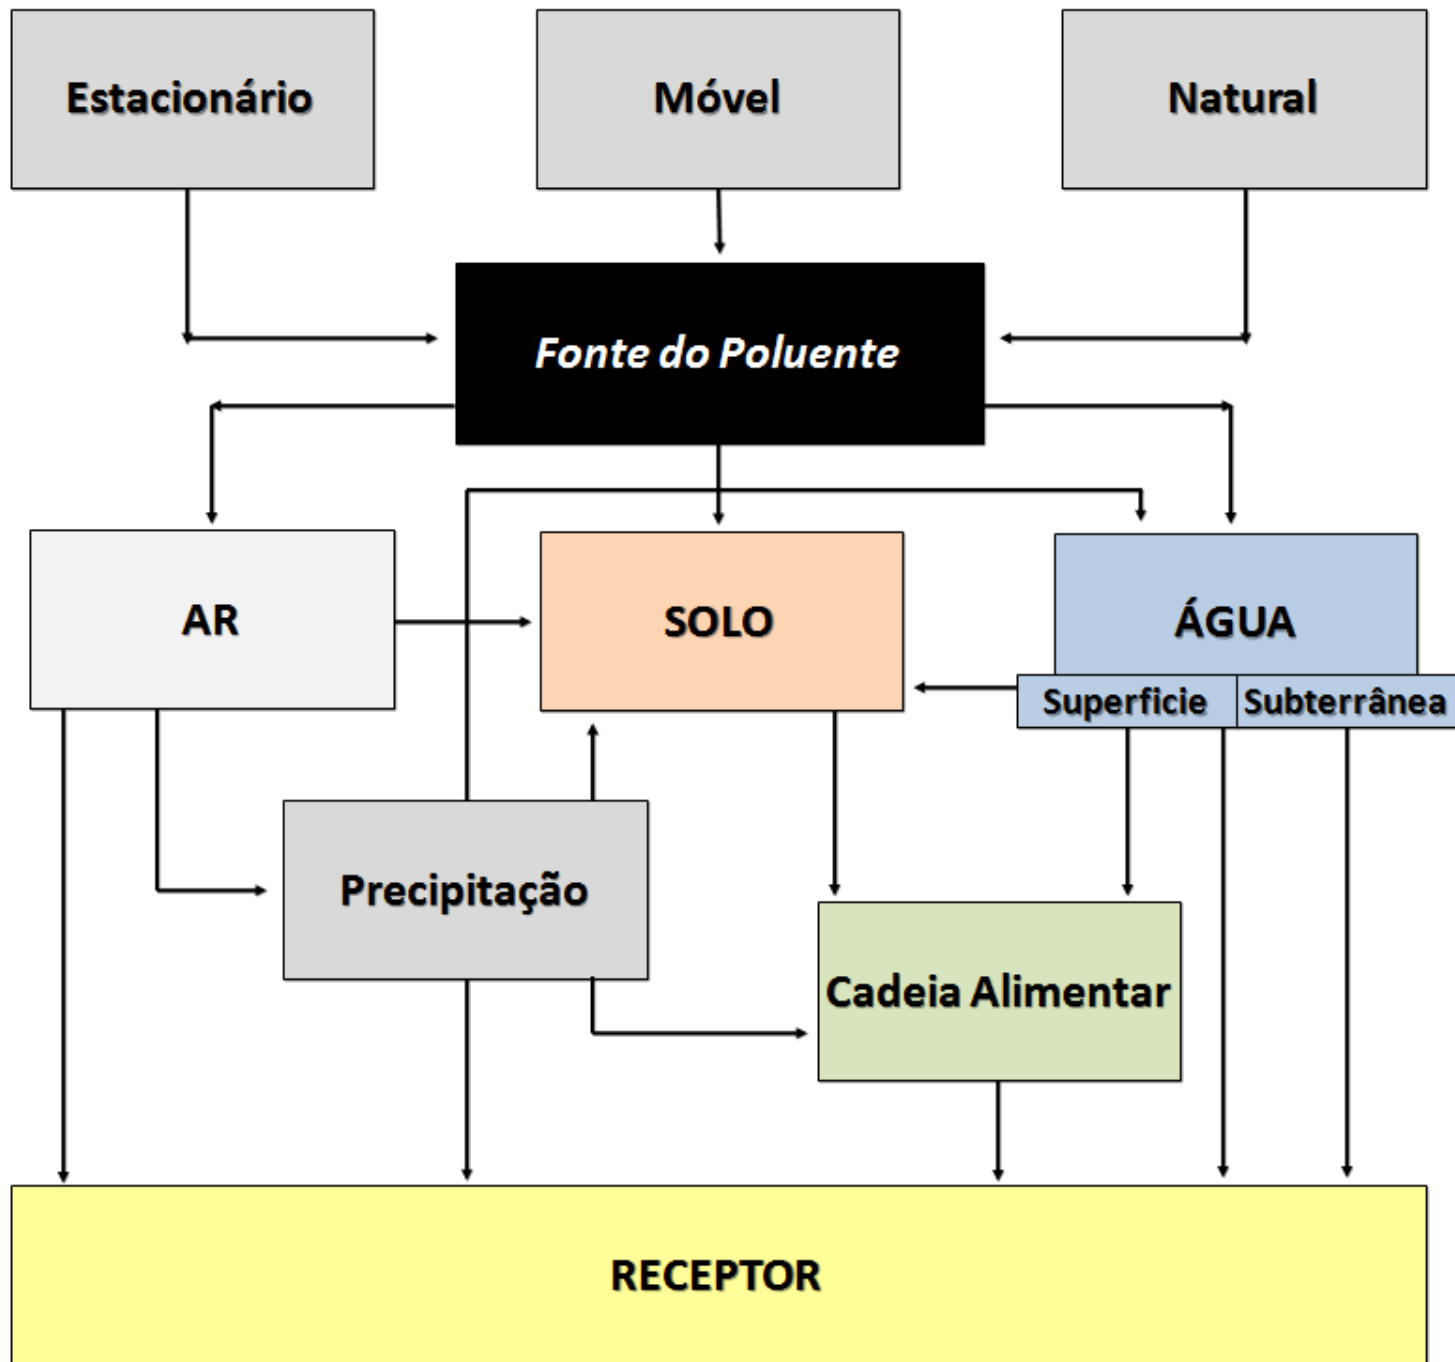 Estacionário
Móvel
Natural
Fonte do Poluente
AR
SOLO
ÁGUA
Superficie
Subterrânea
Precipitação
Cadeia Alimentar
RECEPTOR